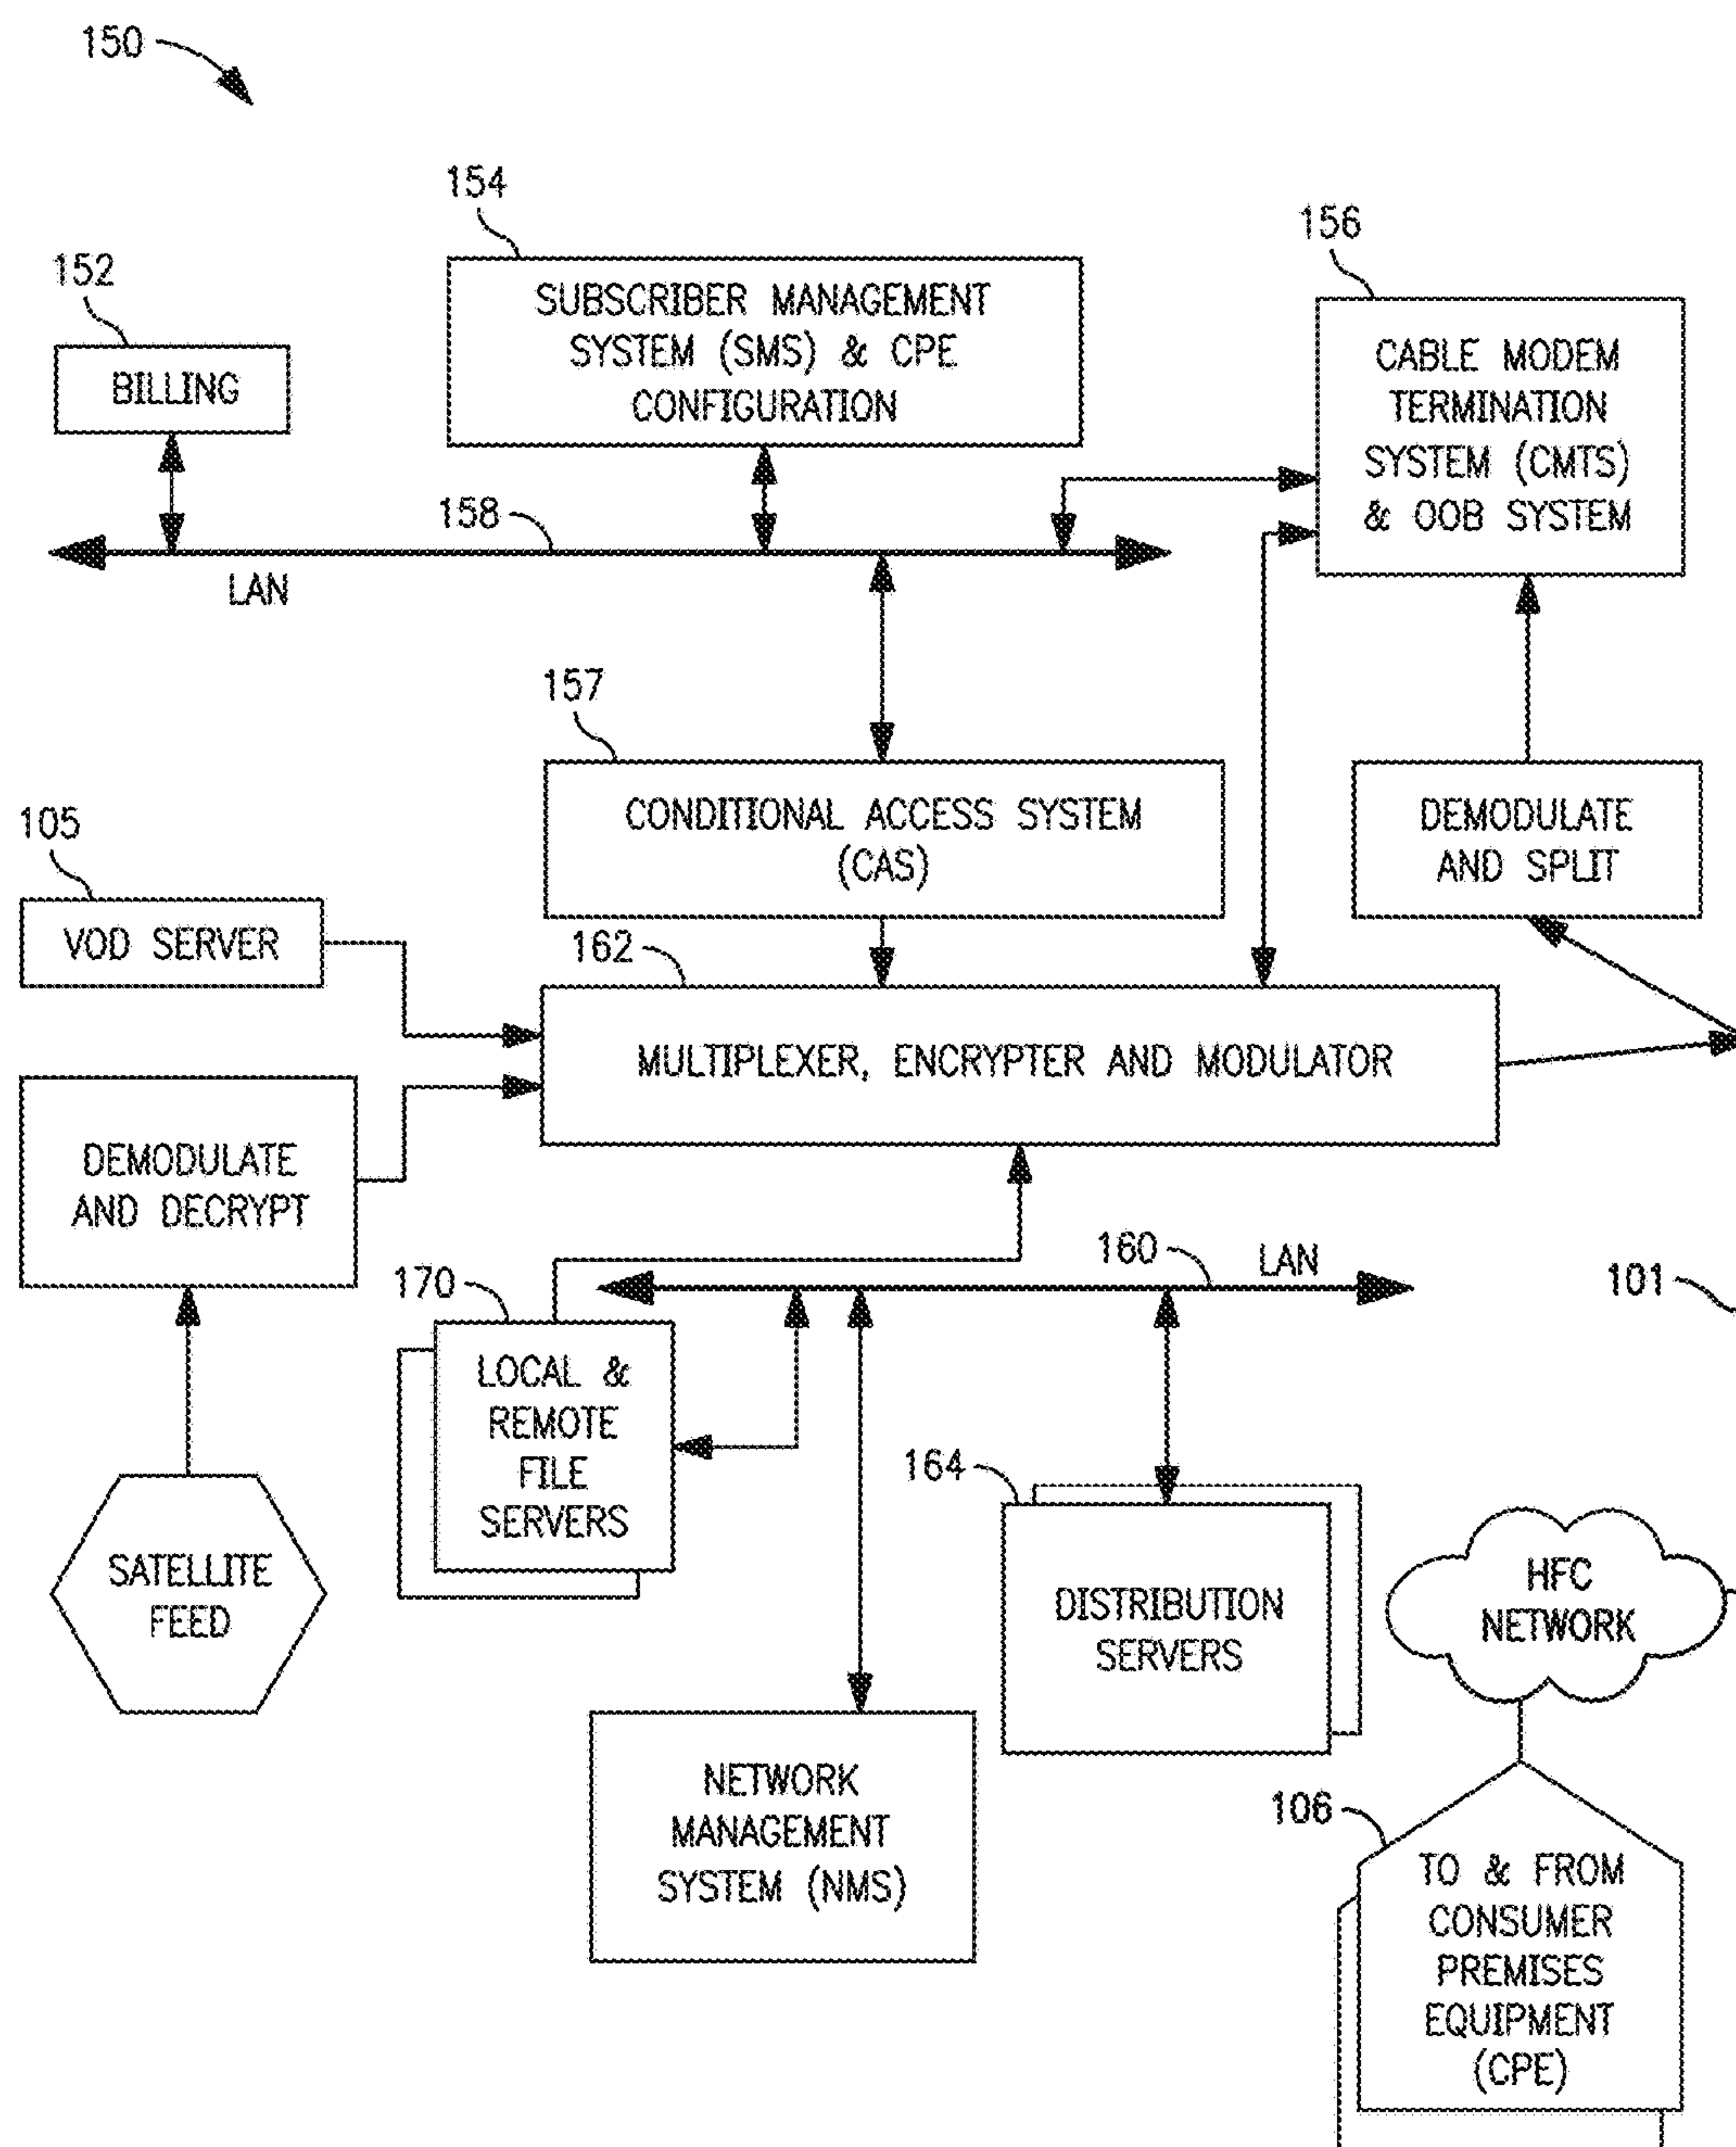 150
154
156
152
SUBSCRIBER MANAGEMENT
SYSTEM (SMS) & CPE
CONFIGURATION
CABLE MODEM
TERMINATION
SYSTEM (CMTS)
& OOB SYSTEM
BILLING
158
LAN
157
CONDITIONAL ACCESS SYSTEM
(CAS)
DEMODULATE
AND SPLIT
105
VOD SERVER
162
MULTIPLEXER, ENCRYPTER AND MODULATOR
DEMODULATE
AND DECRYPT
160
LAN
101
170
LOCAL &
REMOTE
FILE
SERVERS
164
SATELLITE
FEED
DISTRIBUTION
SERVERS
HFC
NETWORK
NETWORK
MANAGEMENT
SYSTEM (NMS)
106
TO & FROM
CONSUMER
PREMISES
EQUIPMENT
(CPE)